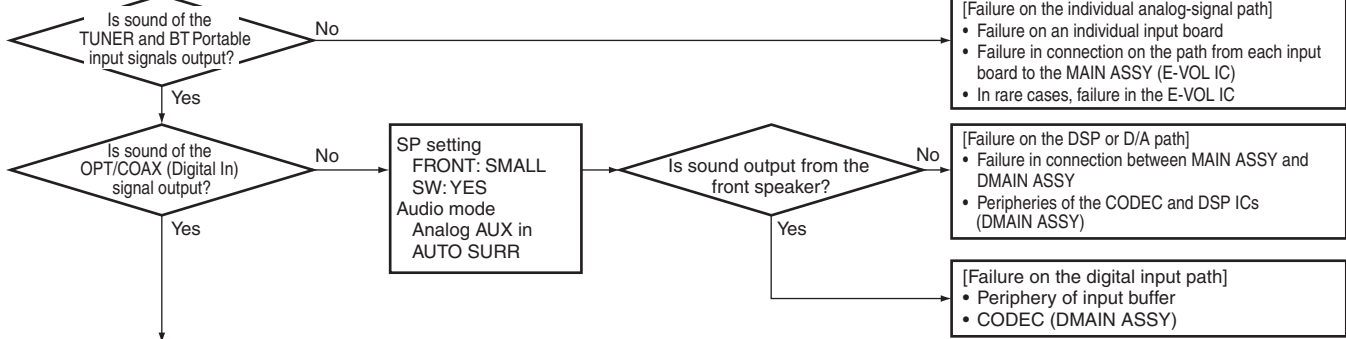 Is sound of the
TUNER and BT Portable
input signals output?
No
[Failure on the individual analog-signal path]
• Failure on an individual input board
• Failure in connection on the path from each input
board to the MAIN ASSY (E-VOL IC)
• In rare cases, failure in the E-VOL IC
Yes
Is sound of the
OPT/COAX (Digital In)
signal output?
No
SP setting
FRONT: SMALL
SW: YES
Audio mode
Analog AUX in
AUTO SURR
Is sound output from the
front speaker?
No
[Failure on the DSP or D/A path]
• Failure in connection between MAIN ASSY and
DMAIN ASSY
• Peripheries of the CODEC and DSP ICs
(DMAIN ASSY)
Yes
Yes
[Failure on the digital input path]
• Periphery of input buffer
• CODEC (DMAIN ASSY)